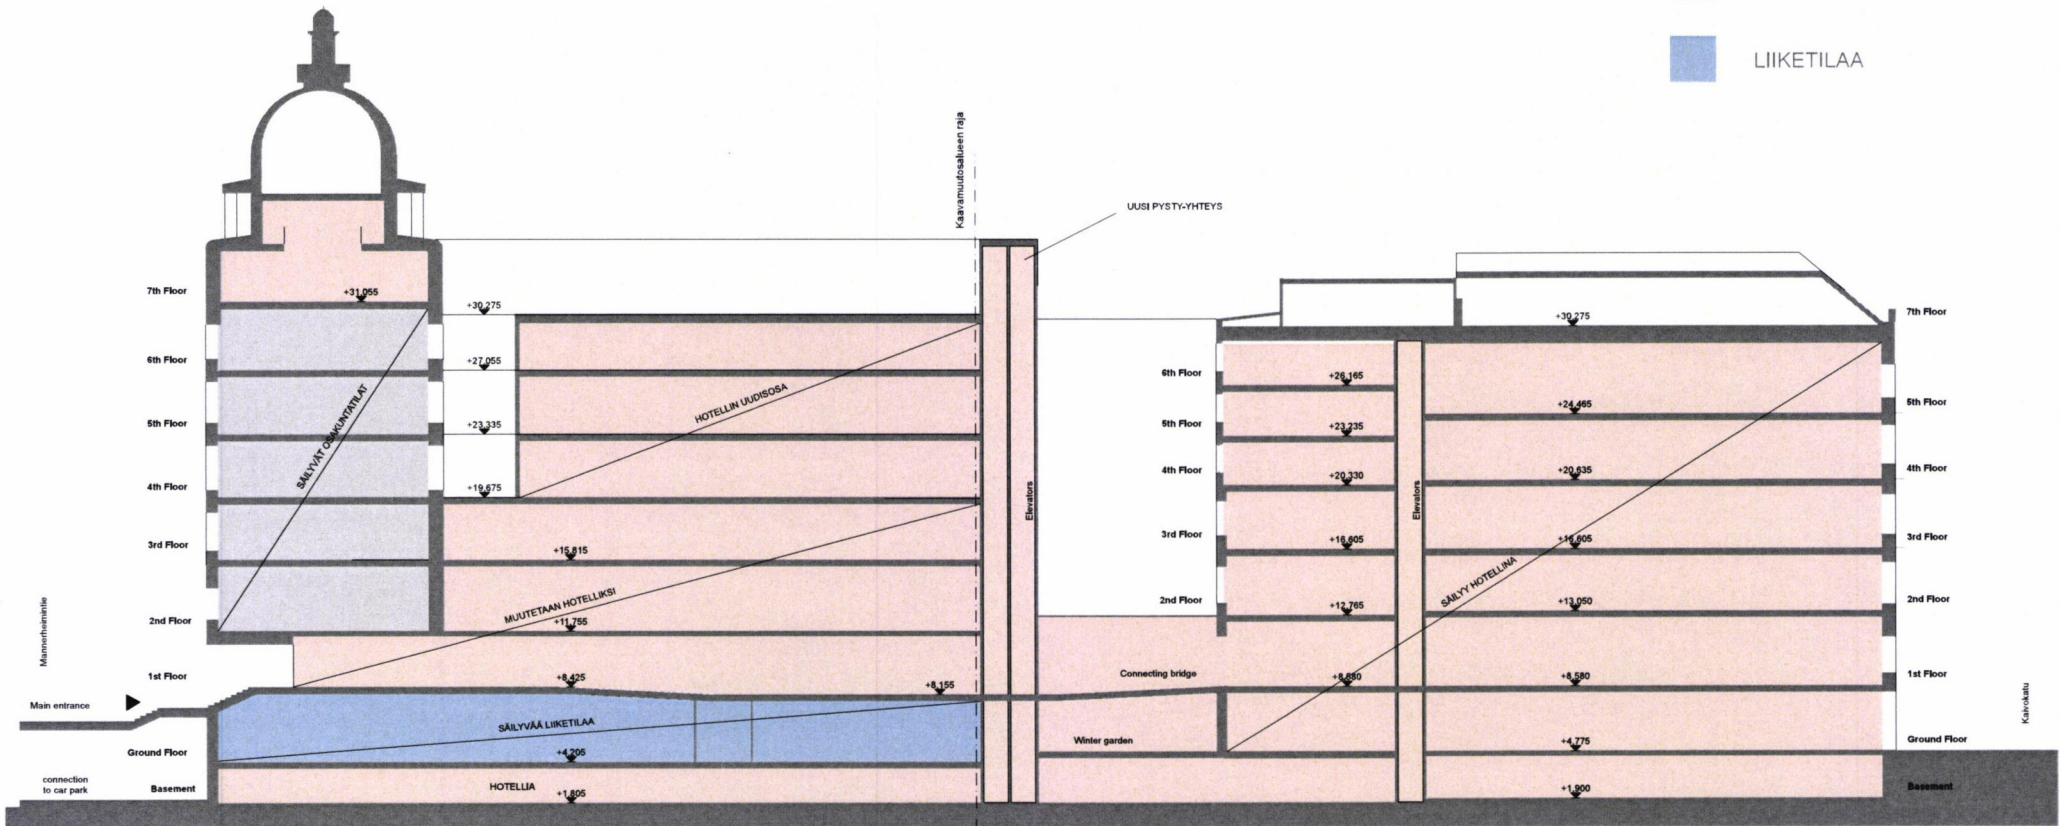 LIIKETILAA
Kaavamuutosalueen raja
UUSI PYSTY-YHTEYS
7th Floor
+31.055
+30.275
+30.275
7th Floor
6th Floor
+27.055
6th Floor
+26.165
+24.465
5th Floor
SÄILYVÄT OSAKUNTATILAT
HOTELLIN UUDISOSA
5th Floor
+23.335
5th Floor
+23.235
4th Floor
+20.330
+20.635
4th Floor
4th Floor
+19.675
Elevators
Elevators
3rd Floor
+15.815
3rd Floor
+16.605
+16.605
3rd Floor
SÄILYY HOTELLINA
MUUTETAAN HOTELLIKSI
2nd Floor
+12.765
+13.050
2nd Floor
2nd Floor
+11.755
Mannerheimintie
1st Floor
+8.425
+8.155
Connecting bridge
+8.580
1st Floor
Main entrance
Kaivokatu
SÄILYVÄÄ LIIKETILAA
Winter garden
+4.775
Ground Floor
Ground Floor
+4.205
connection
to car park
Basement
HOTELLIA
+1.805
+1.900
Basement